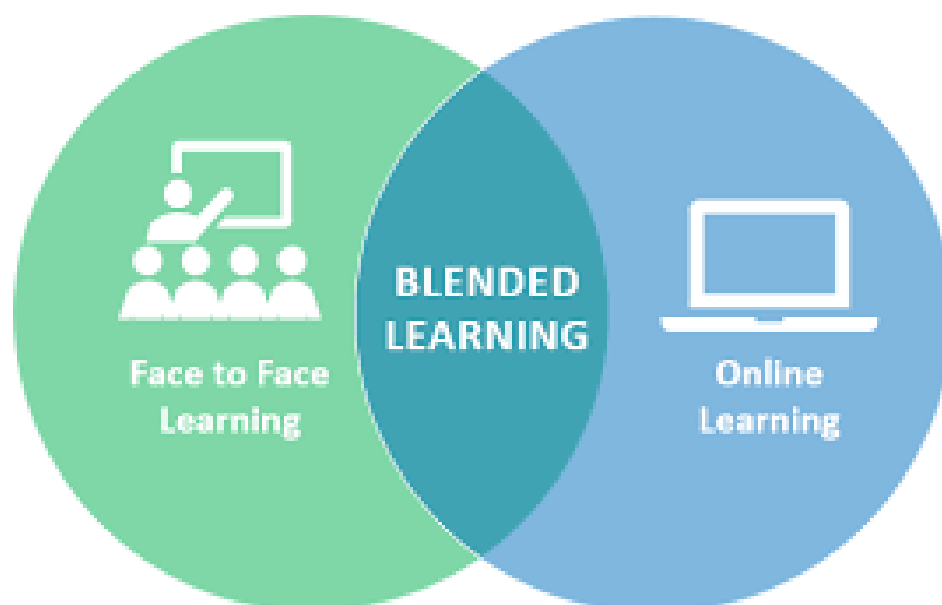 Face to Face
Learning
BLENDED
LEARNING
Online
Learning